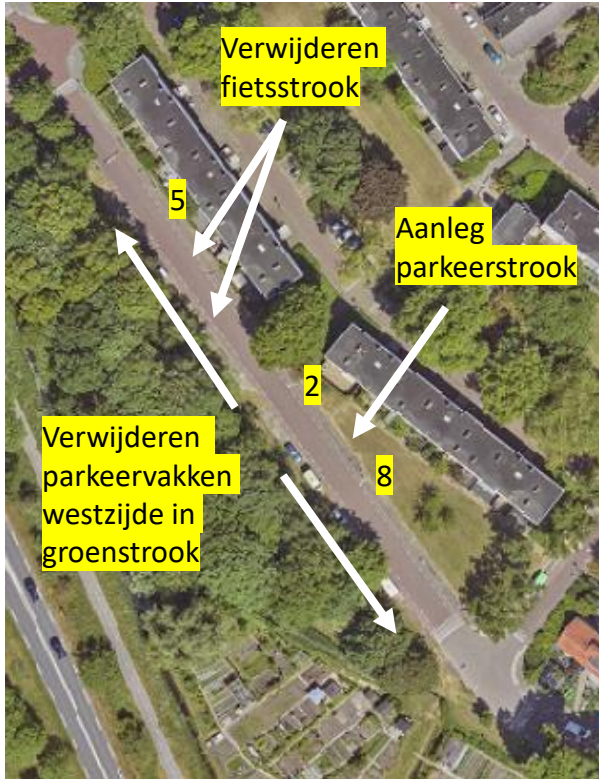 Verwijderen
fietsstrook
5
Aanleg
parkeerstrook
2
Verwijderen
parkeervakken
westzijde in
groenstrook
8